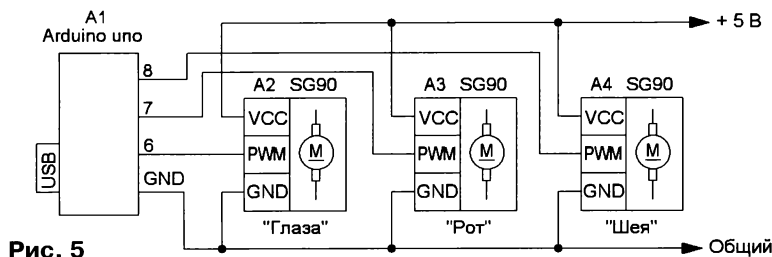 A1
Arduino uno
+ 5 В
8
A2 SG90
A3 SG90
A4 SG90
7
VCC
VCC
VCC
6
PWM
M
PWM
M
PWM
M
USB
GND
GND
GND
GND
"Глаза"
"Рот"
"Шея"
Рис. 5
Общий